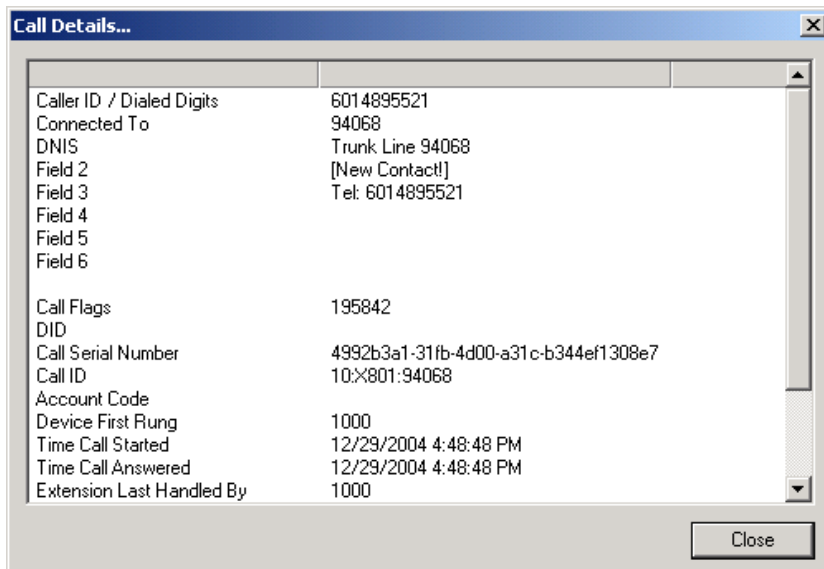 Call Details...
Caller ID / Dialed Digits 6014895521
Connected To 94068
DNIS Trunk Line 94068
Field 2 [New Contact!]
Field 3 Tel: 6014895521
Field 4
Field 5
Field 6
Call Flags 195842
DID
Call Serial Number 4992b3a1-31fb-4d00-a31c-b344ef1308e7
Call ID 10:X801:94068
Account Code
Device First Rung 1000
Time Call Started 12/29/2004 4:48:48 PM
Time Call Answered 12/29/2004 4:48:48 PM
Extension Last Handled By 1000
Close